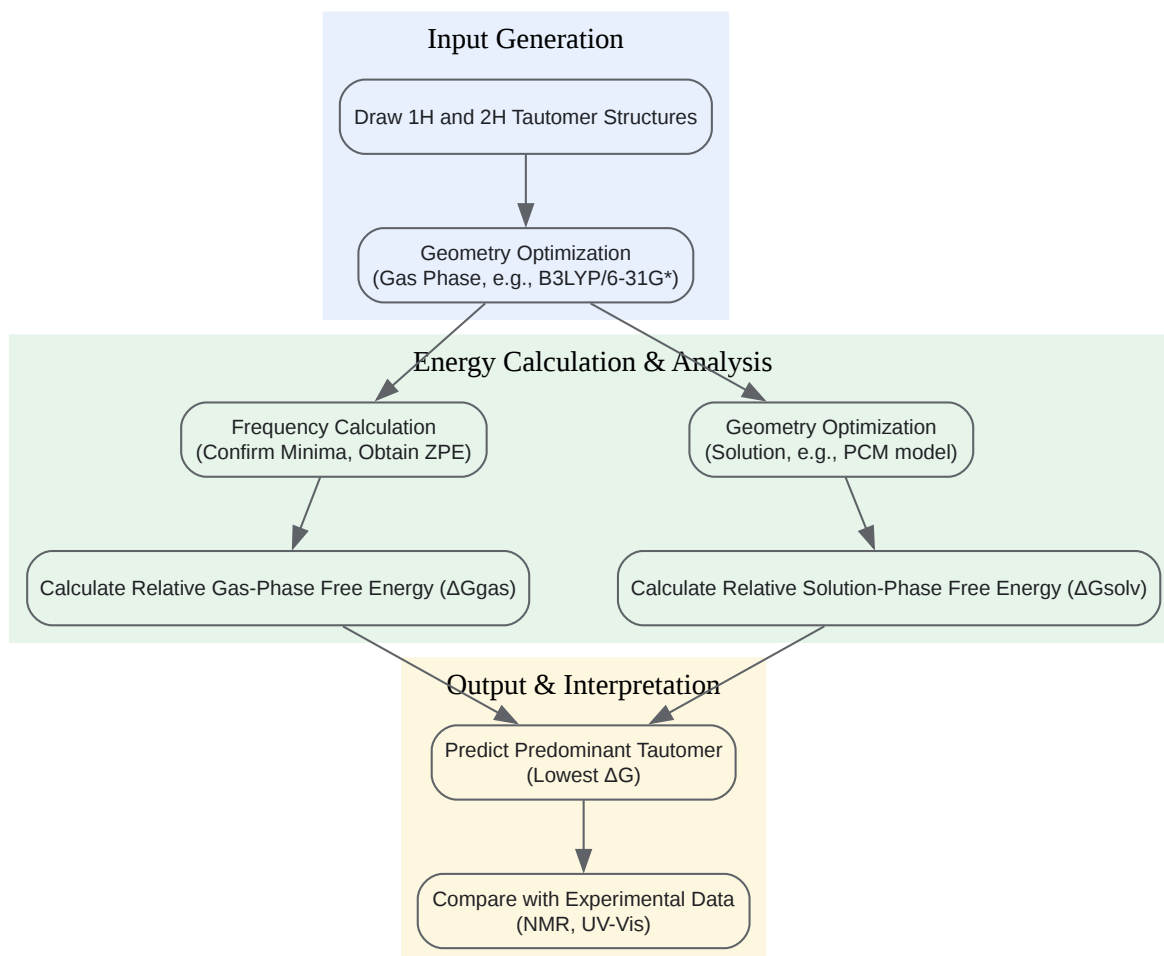 Input Generation
Draw 1H and 2H Tautomer Structures
Geometry Optimization
(Gas Phase, e.g., B3LYP/6-31G*)
Energy Calculation & Analysis
Frequency Calculation
(Confirm Minima, Obtain ZPE)
Geometry Optimization
(Solution, e.g., PCM model)
Calculate Relative Gas-Phase Free Energy (ΔGgas)
Calculate Relative Solution-Phase Free Energy (ΔGsolv)
Output & Interpretation
Predict Predominant Tautomer
(Lowest ΔG)
Compare with Experimental Data
(NMR, UV-Vis)